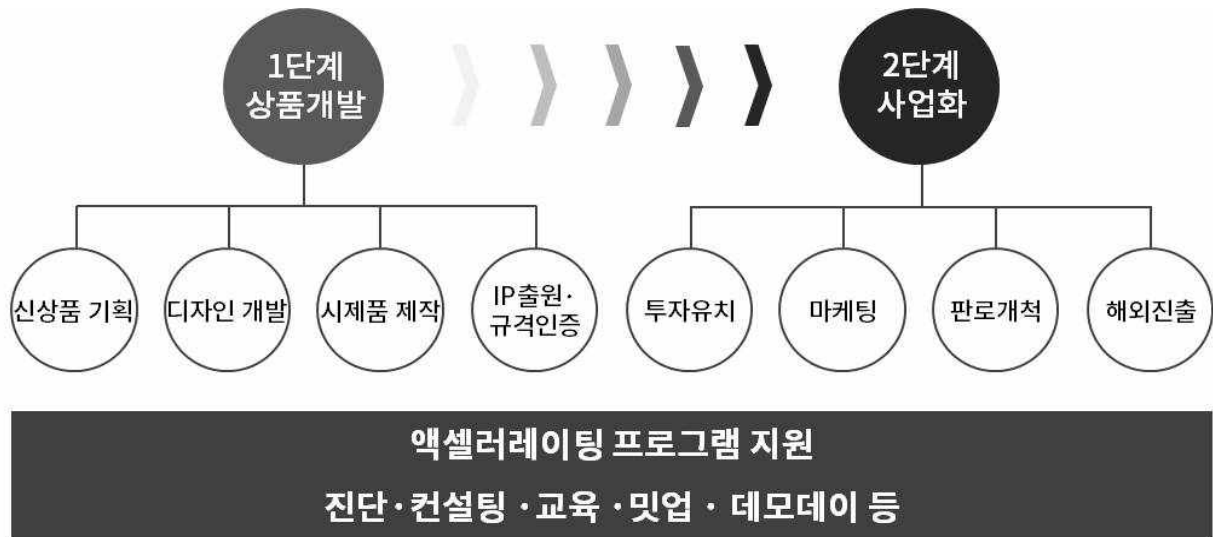 1단계
상품개발
2단계
사업화
신상품 기획
디자인 개발
시제품 제작
IP출원·
규격인증
투자유치
마케팅
판로개척
해외진출
액셀러레이팅 프로그램 지원
진단·컨설팅 ·교육 ·밋업 · 데모데이 등